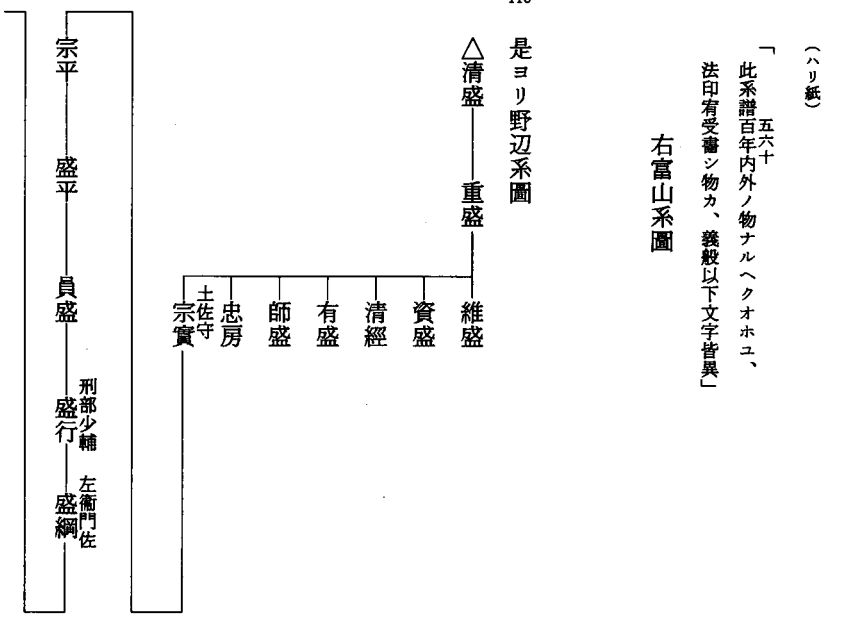 (ハリ紙)
「
五六十
此系譜百年内外ノ物ナルヘクオホユ、
法印宥受書シ物カ、義般以下文字皆異」
右富山系圖
是ヨリ野辺系圖
△清盛
重盛
維盛
資盛
清經
有盛
師盛
忠房
土佐守
宗實
宗平
盛平
員盛
刑部少輔
盛行
左衞門佐
盛綱